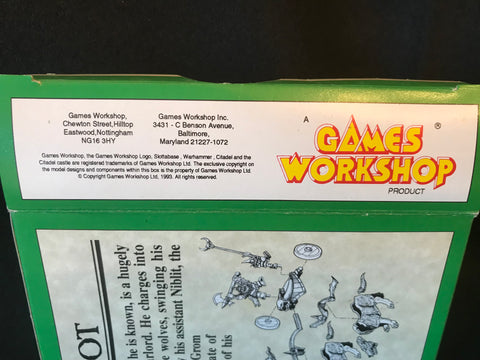 Games Workshop,
Chewton Street,Hilltop
Eastwood,Nottingham
NG16 3HY
Games Workshop Inc.
3431 - C Benson Avenue,
Baltimore,
Maryland 21227-1072
Games Workshop, the Games Workshop Logo, Slottabase , Warhammer , Citadel and the
Citadel castle are registered trademarks of Games Workshop Ltd. The exclusive copyright on
the model designs and components within this box is the property of Games Workshop Ltd.
© Copyright Games Workshop Ltd, 1993. All rights reserved.
A
GAMES ®
WORKSHOP
PRODUCT
OT
he is known, is a hugely
rlord. He charges into
e wolves, swinging his
his assistant Niblit, the
Grom
ate of
of his